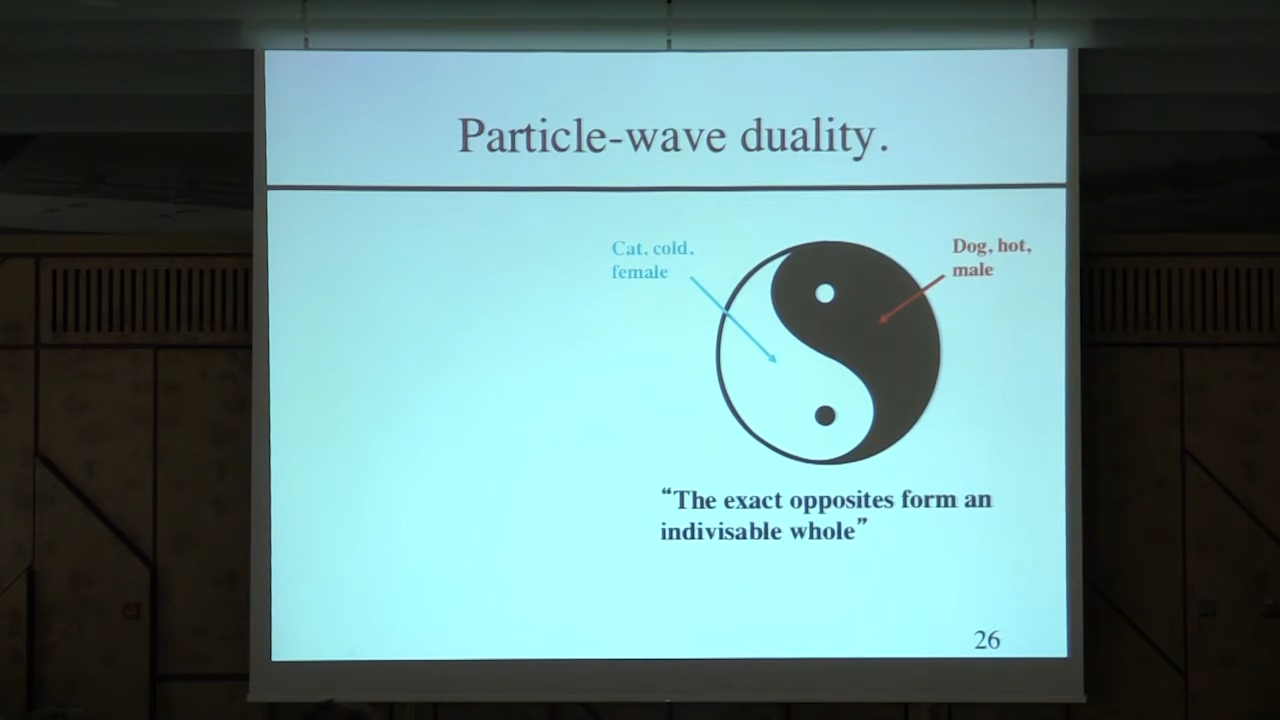 Particle-wave duality.
Cat, cold,
female
Dog, hot,
male
“The exact opposites form an
indivisable whole”
26